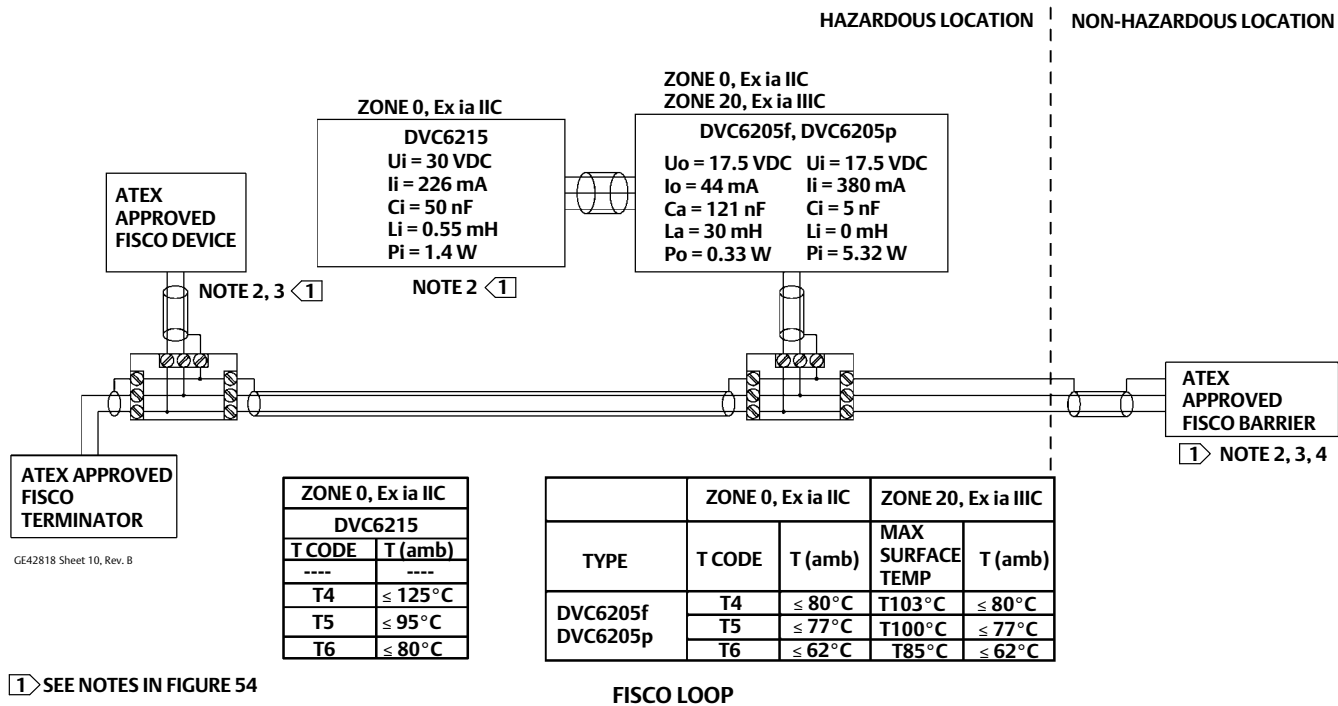 HAZARDOUS LOCATION
NON-HAZARDOUS LOCATION
ZONE 0, Ex ia IIC
DVC6215
Ui = 30 VDC
Ii = 226 mA
Ci = 50 nF
Li = 0.55 mH
Pi = 1.4 W
NOTE 2 1
ZONE 0, Ex ia IIC
ZONE 20, Ex ia IIIC
DVC6205f, DVC6205p
Uo = 17.5 VDC Ui = 17.5 VDC
Io = 44 mA Ii = 380 mA
Ca = 121 nF Ci = 5 nF
La = 30 mH Li = 0 mH
Po = 0.33 W Pi = 5.32 W
ATEX
APPROVED
FISCO DEVICE
NOTE 2, 3 1
ATEX
APPROVED
FISCO BARRIER
1 NOTE 2, 3, 4
ATEX APPROVED
FISCO
TERMINATOR
GE42818 Sheet 10, Rev. B
ZONE 0, Ex ia IIC
DVC6215
T CODE T (amb)
---- ----
T4 ≤ 125°C
T5 ≤ 95°C
T6 ≤ 80°C
ZONE 0, Ex ia IIC ZONE 20, Ex ia IIIC
TYPE T CODE T (amb) MAX SURFACE TEMP T (amb)
DVC6205f
DVC6205p
T4 ≤ 80°C T103°C ≤ 80°C
T5 ≤ 77°C T100°C ≤ 77°C
T6 ≤ 62°C T85°C ≤ 62°C
1 SEE NOTES IN FIGURE 54
FISCO LOOP